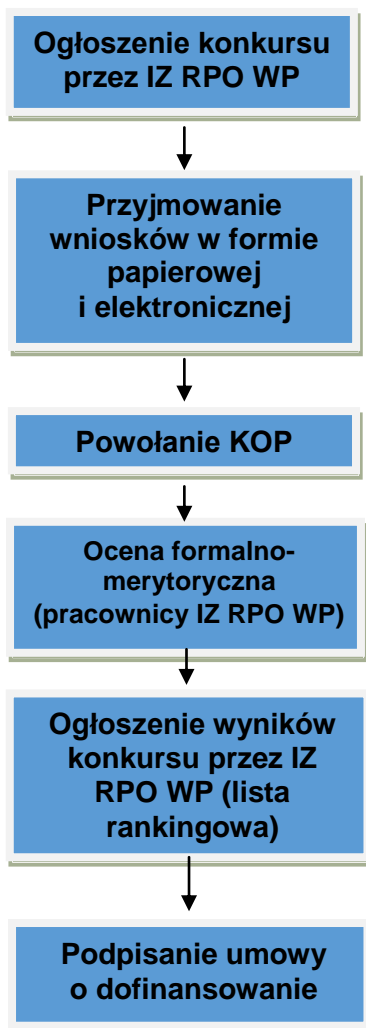 Ogłoszenie konkursu
przez IZ RPO WP
Przyjmowanie
wniosków w formie
papierowej
i elektronicznej
Powołanie KOP
Ocena formalno-
merytoryczna
(pracownicy IZ RPO WP)
Ogłoszenie wyników
konkursu przez IZ
RPO WP (lista
rankingowa)
Podpisanie umowy
o dofinansowanie